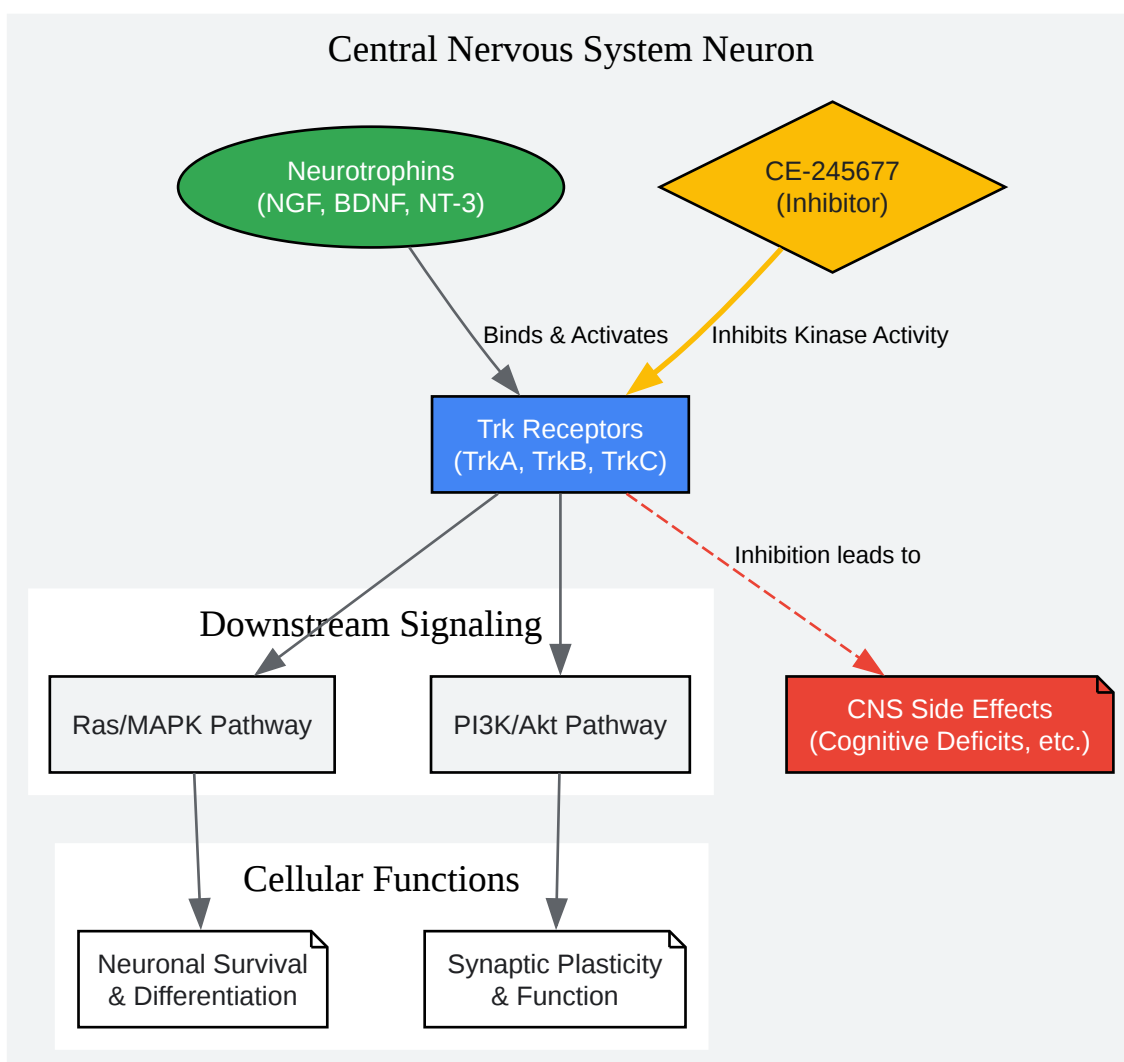 Central Nervous System Neuron
Neurotrophins
(NGF, BDNF, NT-3)
CE-245677
(Inhibitor)
Binds & Activates
Inhibits Kinase Activity
Trk Receptors
(TrkA, TrkB, TrkC)
Inhibition leads to
Downstream Signaling
Ras/MAPK Pathway
PI3K/Akt Pathway
CNS Side Effects
(Cognitive Deficits, etc.)
Cellular Functions
Neuronal Survival
& Differentiation
Synaptic Plasticity
& Function